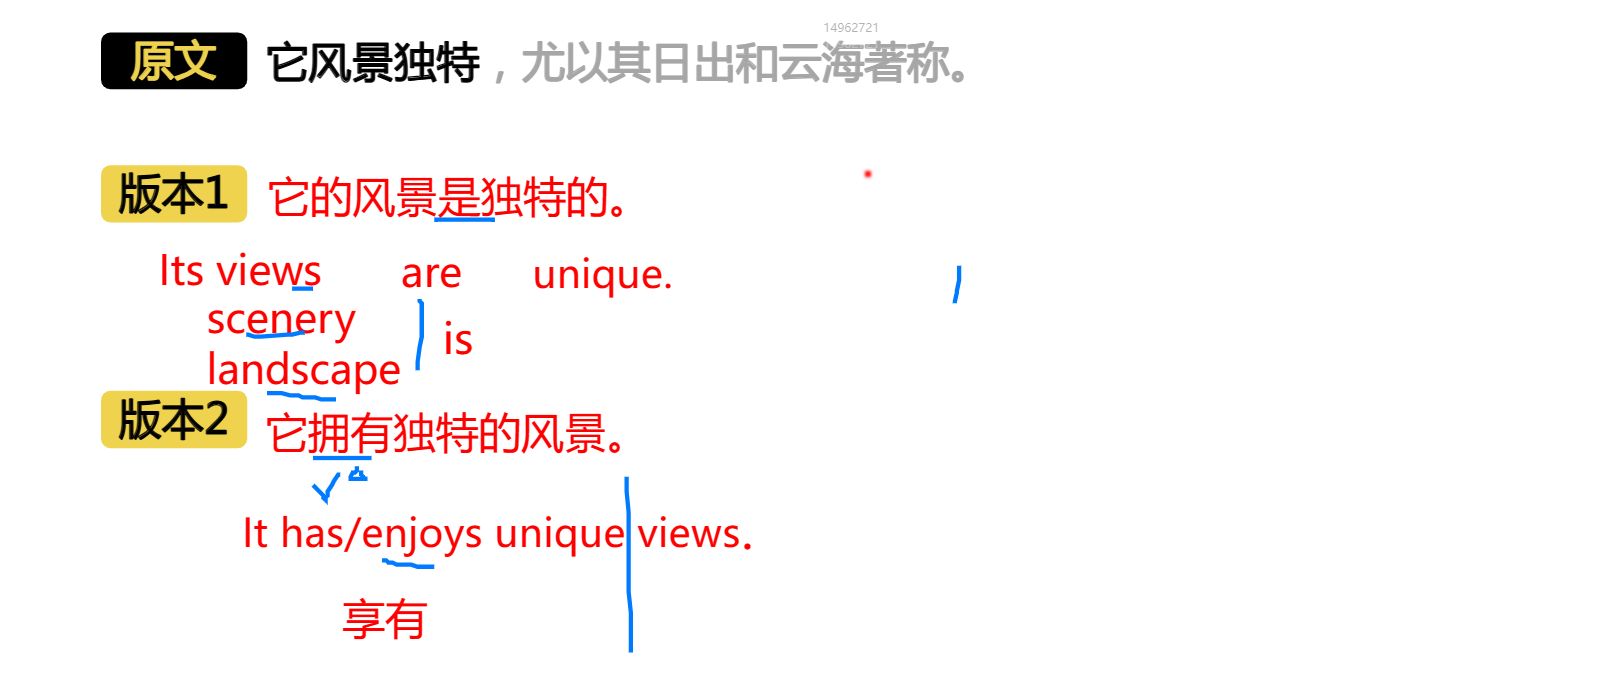 14962721
原文 它风景独特，尤以其日出和云海著称。
版本1 它的风景是独特的。
Its views are unique.
scenery
is
landscape
版本2 它拥有独特的风景。
It has/enjoys unique views.
享有